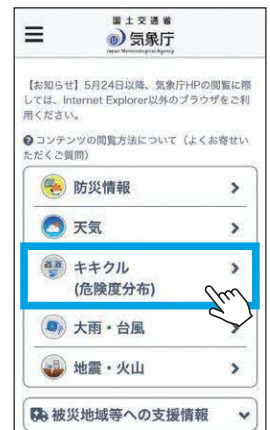 国土交通省
気象庁
Japan Meteorological Agency
【お知らせ】5月24日以降、気象庁HPの閲覧に際
しては、Internet Explorer以外のブラウザをご利
用ください。
コンテンツの閲覧方法について（よくお寄せい
ただくご質問）
防災情報
天気
キキクル
(危険度分布)
大雨・台風
地震・火山
被災地域等への支援情報